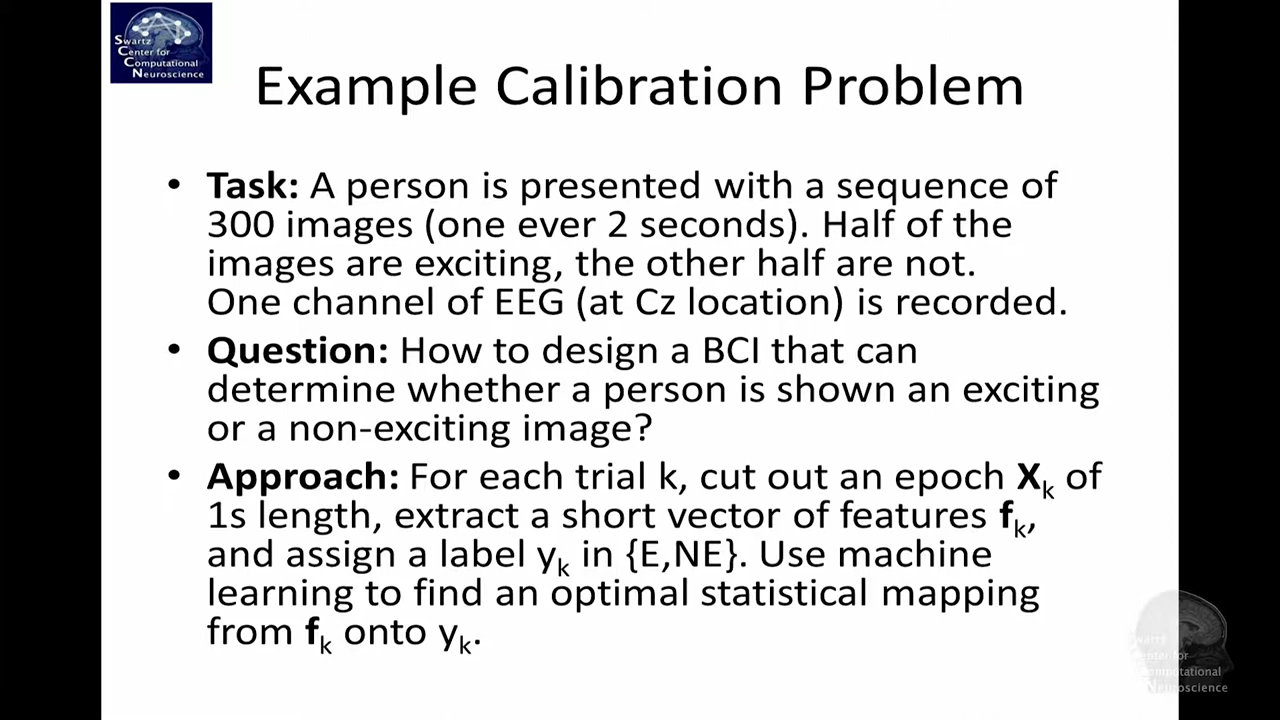 Swartz
Center for
Computational
Neuroscience
Example Calibration Problem
• Task: A person is presented with a sequence of
300 images (one ever 2 seconds). Half of the
images are exciting, the other half are not.
One channel of EEG (at Cz location) is recorded.
• Question: How to design a BCI that can
determine whether a person is shown an exciting
or a non-exciting image?
• Approach: For each trial k, cut out an epoch Xk of
1s length, extract a short vector of features fk,
and assign a label yk in {E,NE}. Use machine
learning to find an optimal statistical mapping
from fk onto yk.
Swartz
Center for
Computational
Neuroscience